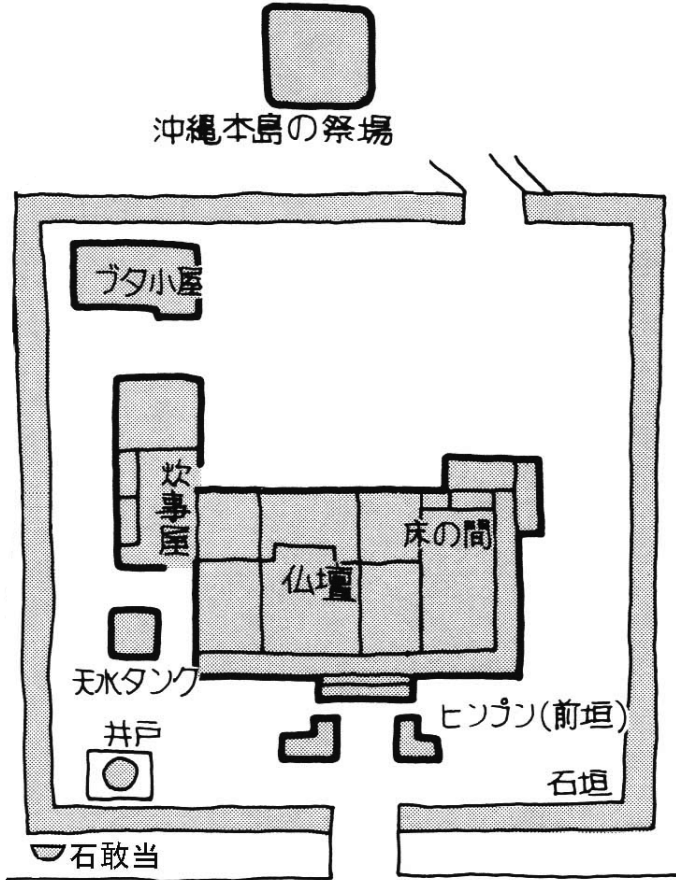 沖縄本島の祭場
ブタ小屋
炊事屋
床の間
仏壇
天水タンク
ヒンプン(前垣)
井戸
石垣
石敢当